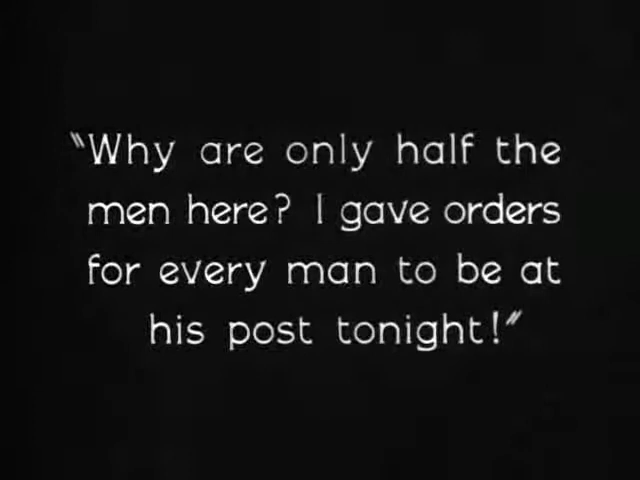 "Why are only half the
men here? I gave orders
for every man to be at
his post tonight!"